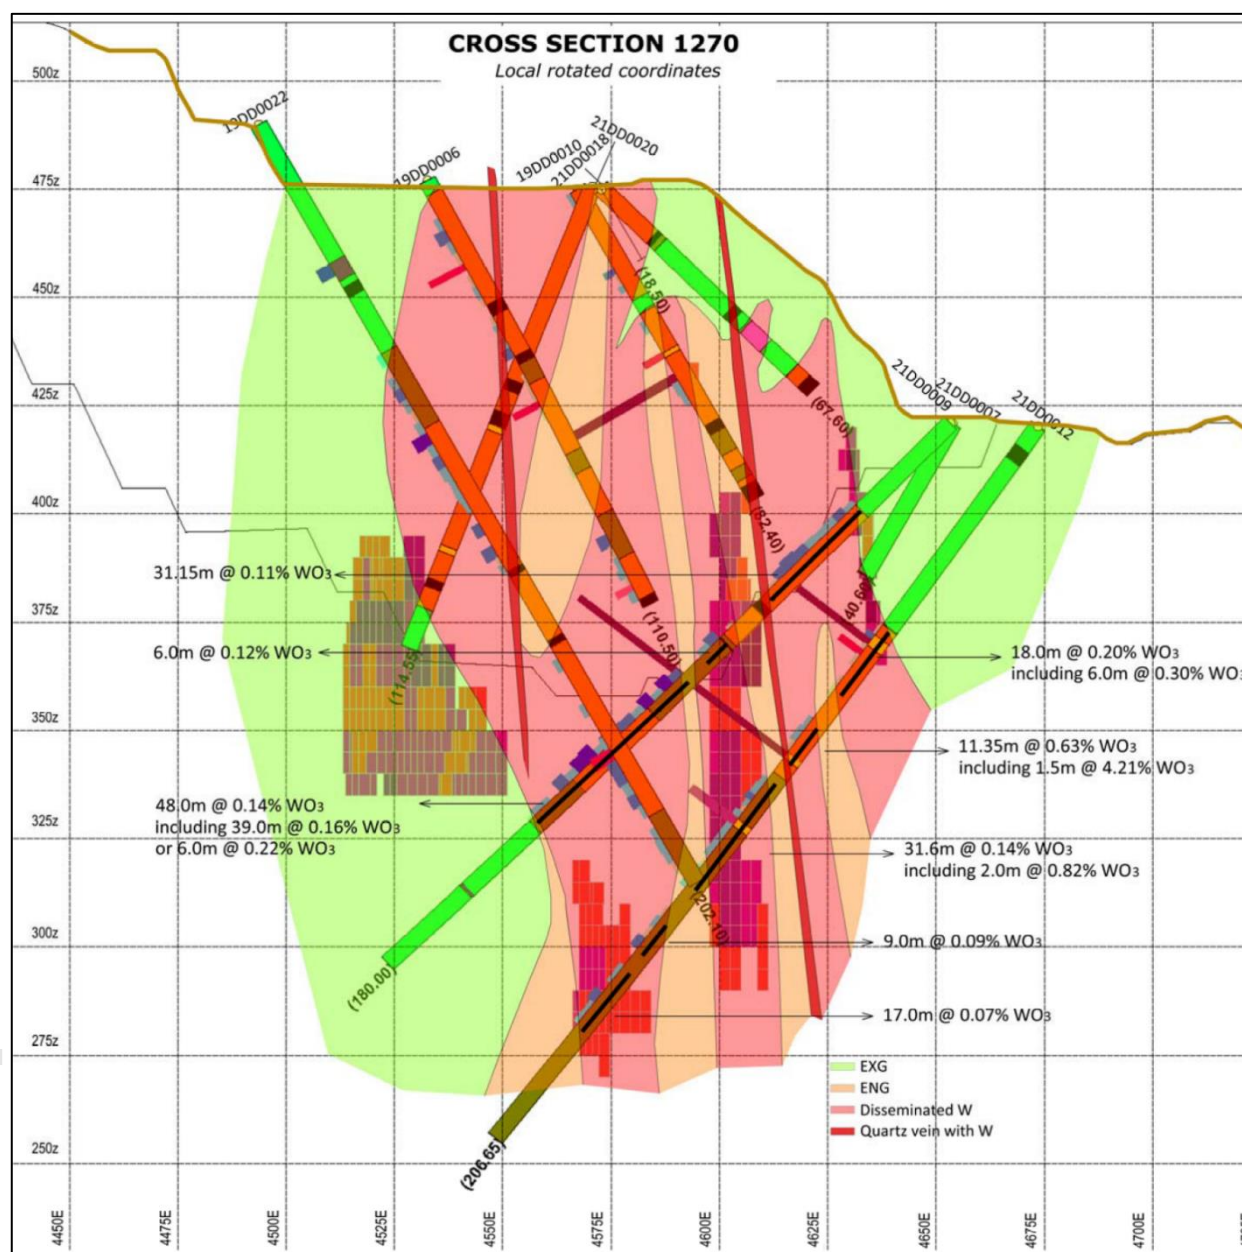 CROSS SECTION 1270
Local rotated coordinates
500z
475z
450z
425z
400z
375z
350z
325z
300z
275z
250z
19DD0022
19DD0006
19DD0010
21DD0018
21DD0020
21DD0009
21DD0007
21DD0012
(18.50)
(67.60)
(82.40)
40.60)
(110.50)
(114.55)
(202.10)
(180.00)
(206.65)
31.15m @ 0.11% WO₃
6.0m @ 0.12% WO₃
48.0m @ 0.14% WO₃
including 39.0m @ 0.16% WO₃
or 6.0m @ 0.22% WO₃
18.0m @ 0.20% WO₃
including 6.0m @ 0.30% WO₃
11.35m @ 0.63% WO₃
including 1.5m @ 4.21% WO₃
31.6m @ 0.14% WO₃
including 2.0m @ 0.82% WO₃
9.0m @ 0.09% WO₃
17.0m @ 0.07% WO₃
EXG
ENG
Disseminated W
Quartz vein with W
4450E
4475E
4500E
4525E
4550E
4575E
4600E
4625E
4650E
4675E
4700E